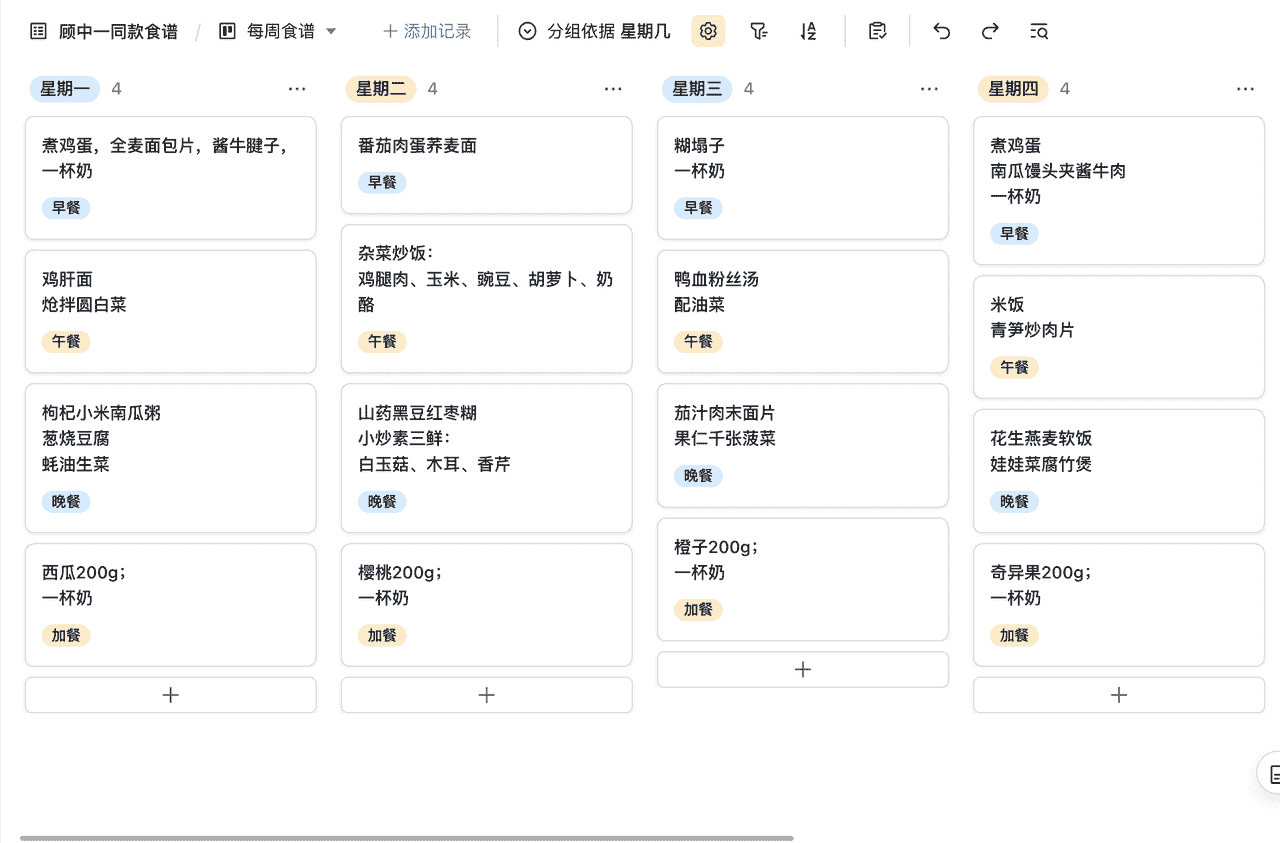 顾中一同款食谱 / 每周食谱 + 添加记录 分组依据 星期几
星期一 4
煮鸡蛋，全麦面包片，酱牛腱子，
一杯奶
早餐
鸡肝面
炝拌圆白菜
午餐
枸杞小米南瓜粥
葱烧豆腐
蚝油生菜
晚餐
西瓜200g；
一杯奶
加餐
星期二 4
番茄肉蛋荞麦面
早餐
杂菜炒饭：
鸡腿肉、玉米、豌豆、胡萝卜、奶
酪
午餐
山药黑豆红枣糊
小炒素三鲜：
白玉菇、木耳、香芹
晚餐
樱桃200g；
一杯奶
加餐
星期三 4
糊塌子
一杯奶
早餐
鸭血粉丝汤
配油菜
午餐
茄汁肉末面片
果仁千张菠菜
晚餐
橙子200g；
一杯奶
加餐
星期四 4
煮鸡蛋
南瓜馒头夹酱牛肉
一杯奶
早餐
米饭
青笋炒肉片
午餐
花生燕麦软饭
娃娃菜腐竹煲
晚餐
奇异果200g；
一杯奶
加餐